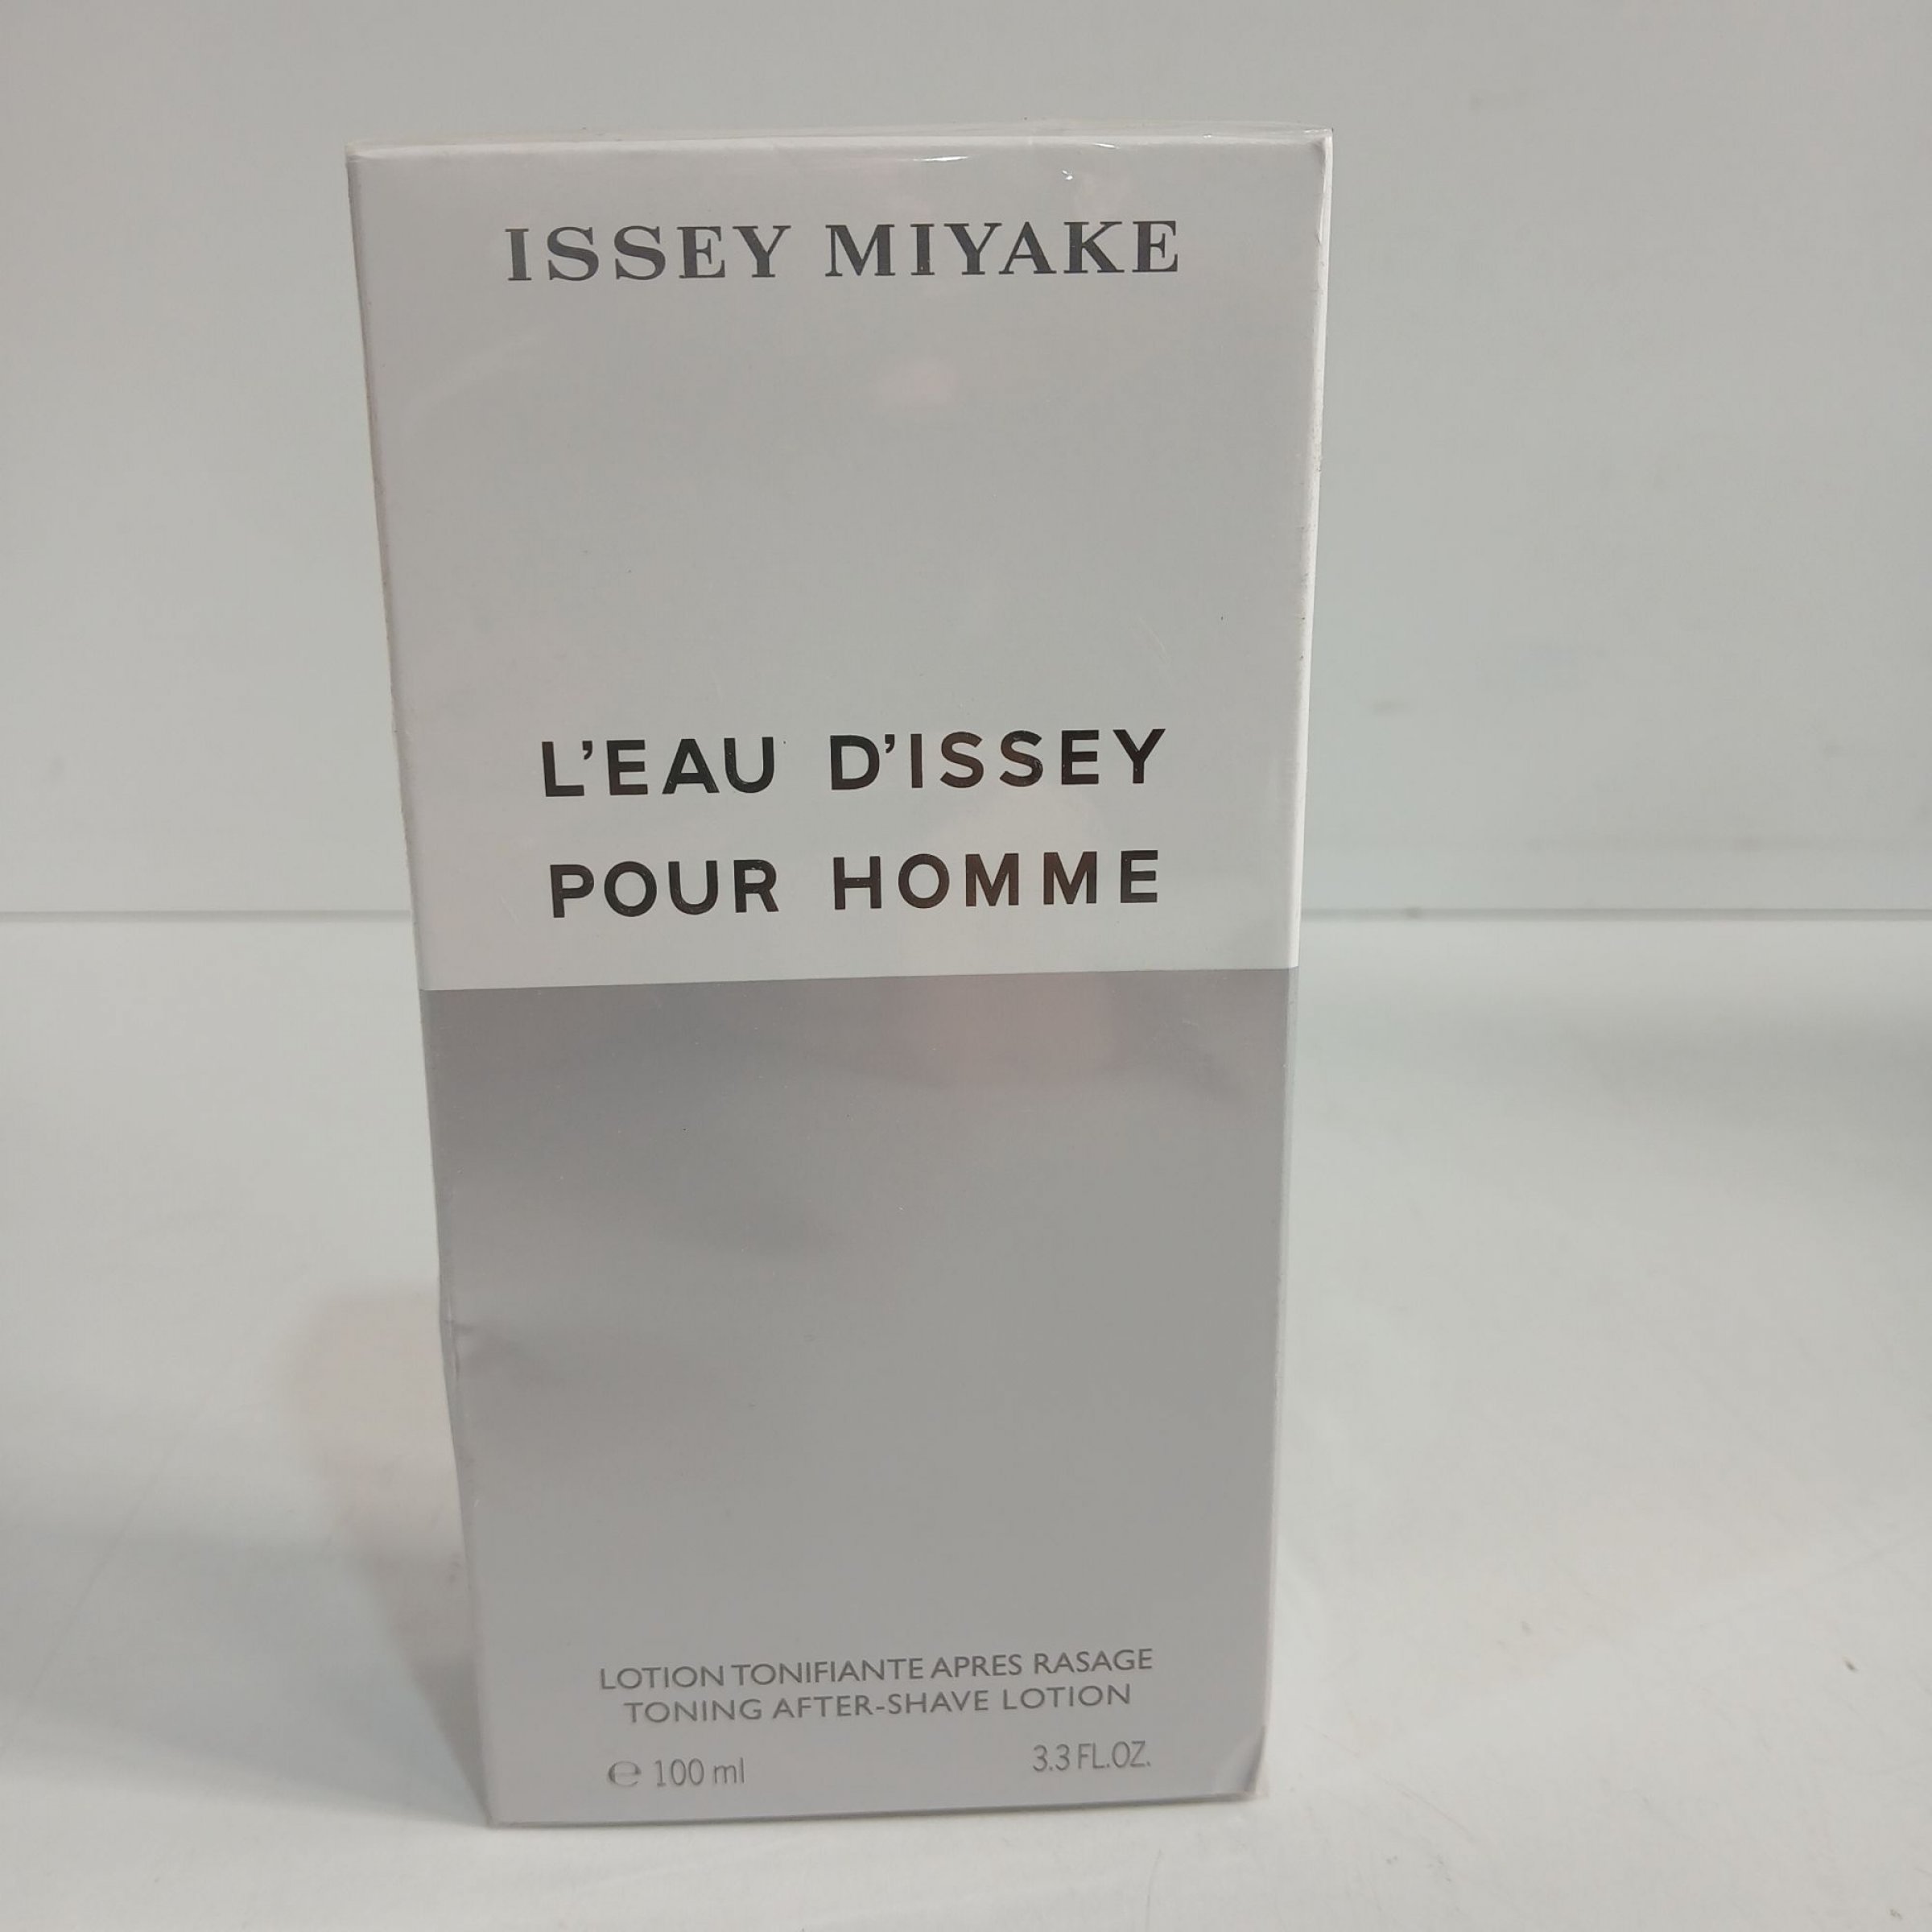 ISSEY MIYAKE
L'EAU D'ISSEY
POUR HOMME
LOTION TONIFIANTE APRES RASAGE
TONING AFTER-SHAVE LOTION
℮ 100 ml 3.3 FL.OZ.